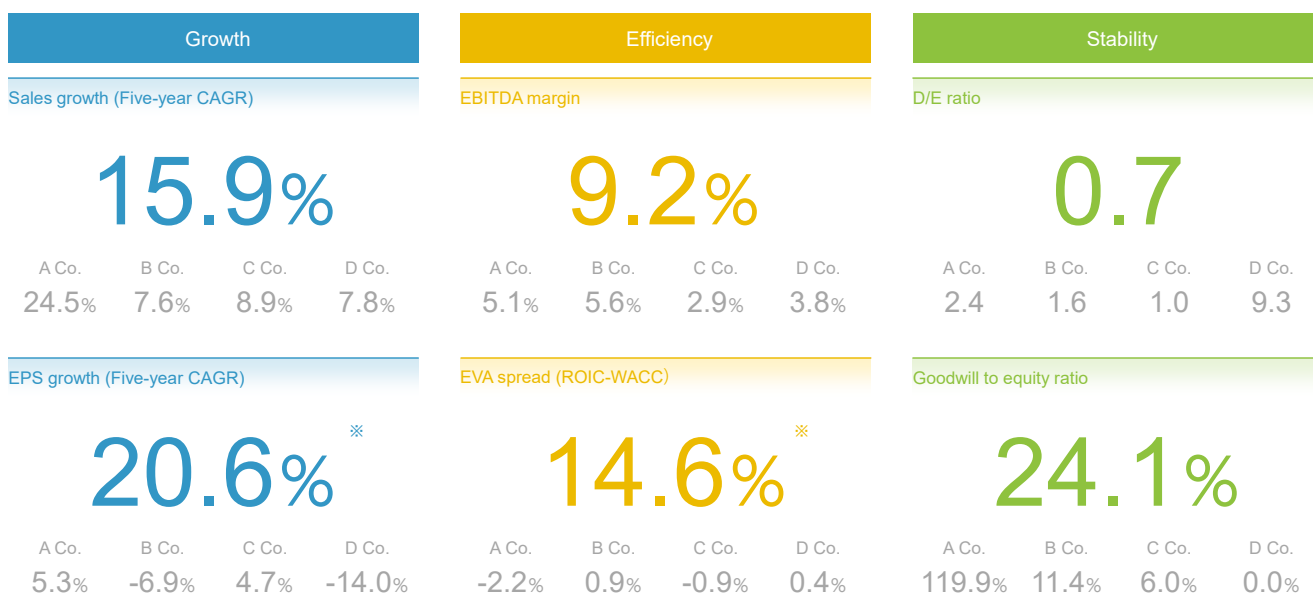 Growth
Sales growth (Five-year CAGR)
15.9%
A Co. B Co. C Co. D Co.
24.5% 7.6% 8.9% 7.8%
EPS growth (Five-year CAGR)
※
20.6%
A Co. B Co. C Co. D Co.
5.3% -6.9% 4.7% -14.0%
Efficiency
EBITDA margin
9.2%
A Co. B Co. C Co. D Co.
5.1% 5.6% 2.9% 3.8%
EVA spread (ROIC-WACC）
※
14.6%
A Co. B Co. C Co. D Co.
-2.2% 0.9% -0.9% 0.4%
Stability
D/E ratio
0.7
A Co. B Co. C Co. D Co.
2.4 1.6 1.0 9.3
Goodwill to equity ratio
24.1%
A Co. B Co. C Co. D Co.
119.9% 11.4% 6.0% 0.0%